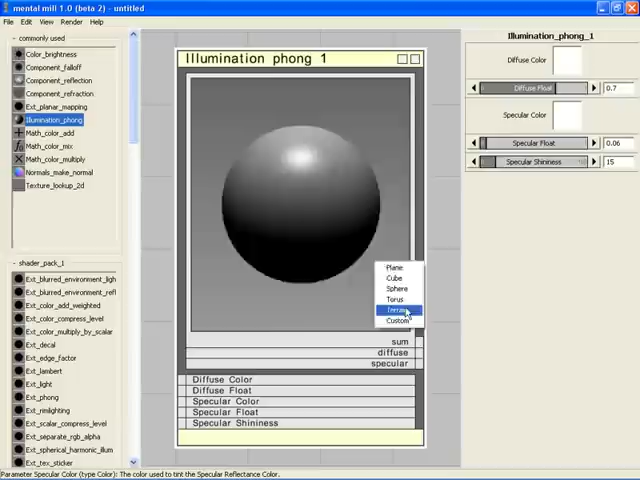 mental mill 1.0 (beta 2) - untitled
File Edit View Render Help
commonly used
Color_brightness
Component_falloff
Component_reflection
Component_refraction
Ext_planar_mapping
Illumination_phong
Math_color_add
Math_color_mix
Math_color_multiply
Normals_make_normal
Texture_lookup_2d
shader_pack_1
Ext_blurred_environment_ligh
Ext_blurred_environment_refl
Ext_color_add_weighted
Ext_color_compress_level
Ext_color_multiply_by_scalar
Ext_decal
Ext_edge_factor
Ext_lambert
Ext_light
Ext_phong
Ext_rimlighting
Ext_scalar_compress_level
Ext_separate_rgb_alpha
Ext_spherical_harmonic_illum
Ext_tex_sticker
Illumination phong 1
Plane
Cube
Sphere
Torus
Terrain
Custom
sum
diffuse
specular
Diffuse Color
Diffuse Float
Specular Color
Specular Float
Specular Shininess
Illumination_phong_1
Diffuse Color
Diffuse Float 0.7
Specular Color
Specular Float 0.06
Specular Shininess 15
Parameter Specular Color (type Color): The color used to tint the Specular Reflectance Color.